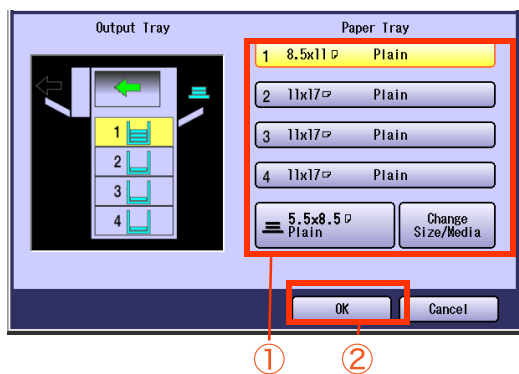 Output Tray
Paper Tray
1 8.5x11 Plain
2 11x17 Plain
3 11x17 Plain
4 11x17 Plain
5.5x8.5
Plain
Change
Size/Media
1
2
3
4
OK
Cancel
① ②